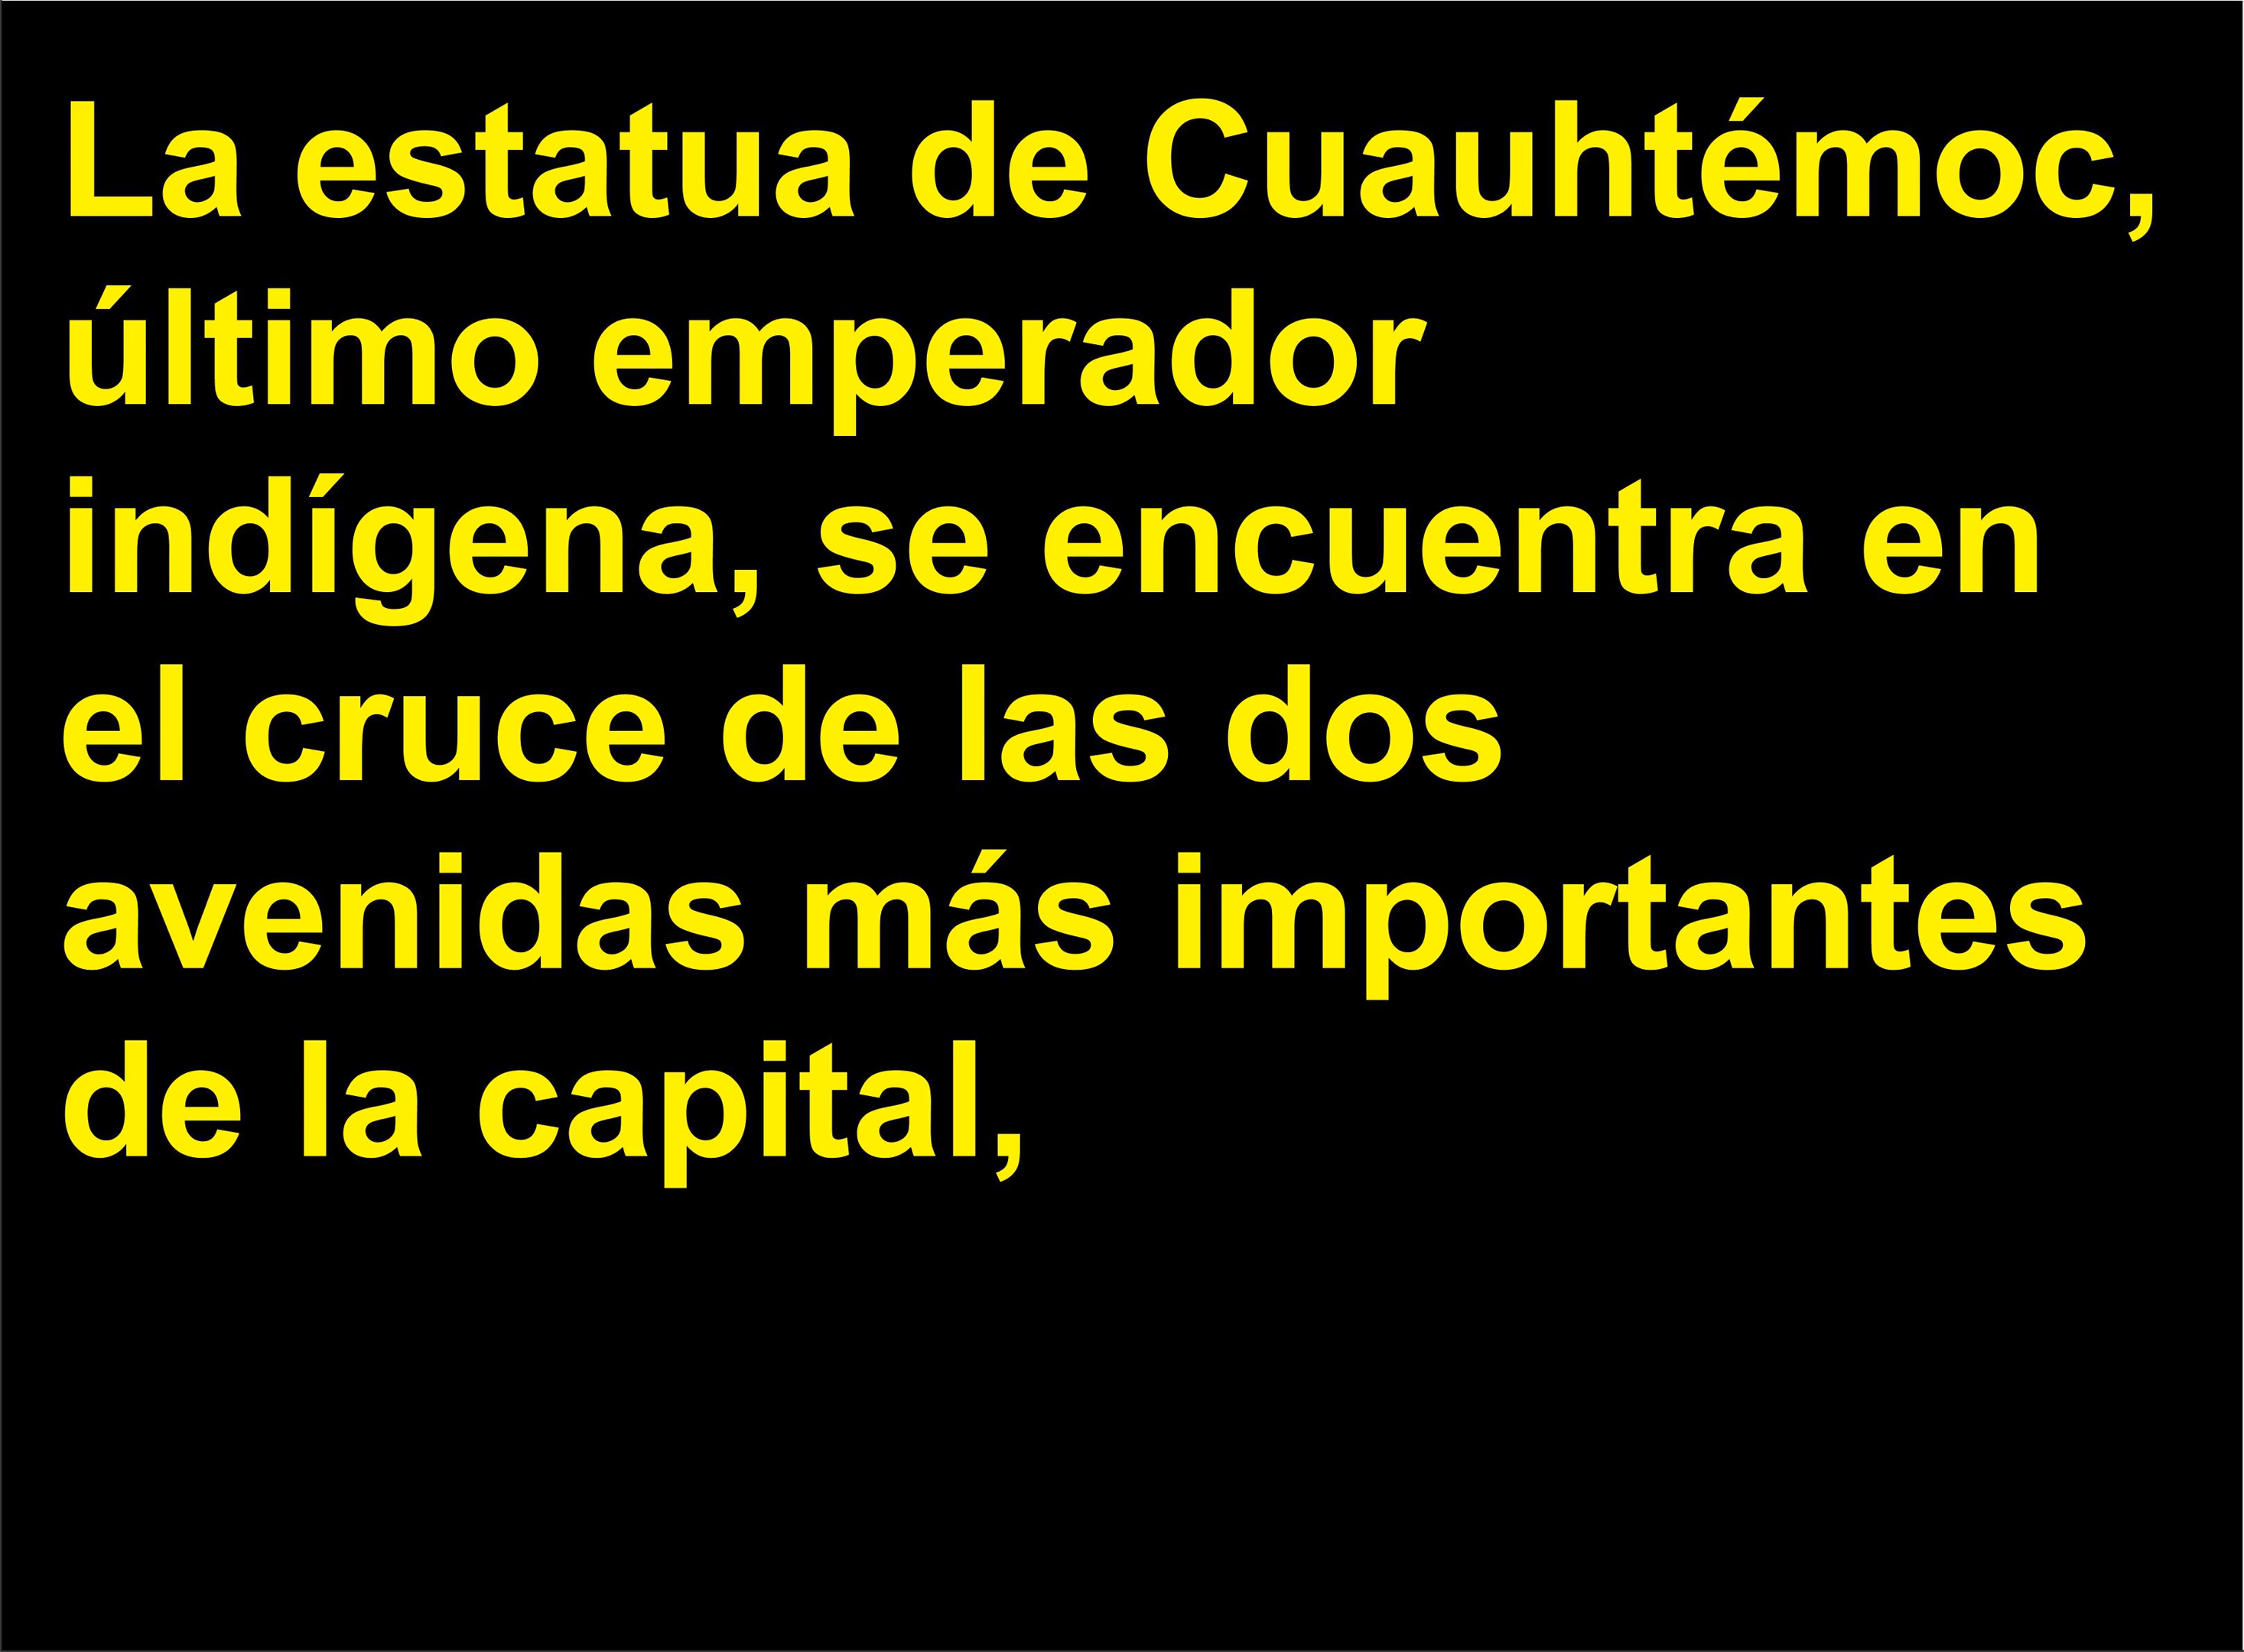 La estatua de Cuauhtémoc,
último emperador
indígena, se encuentra en
el cruce de las dos
avenidas más importantes
de la capital,